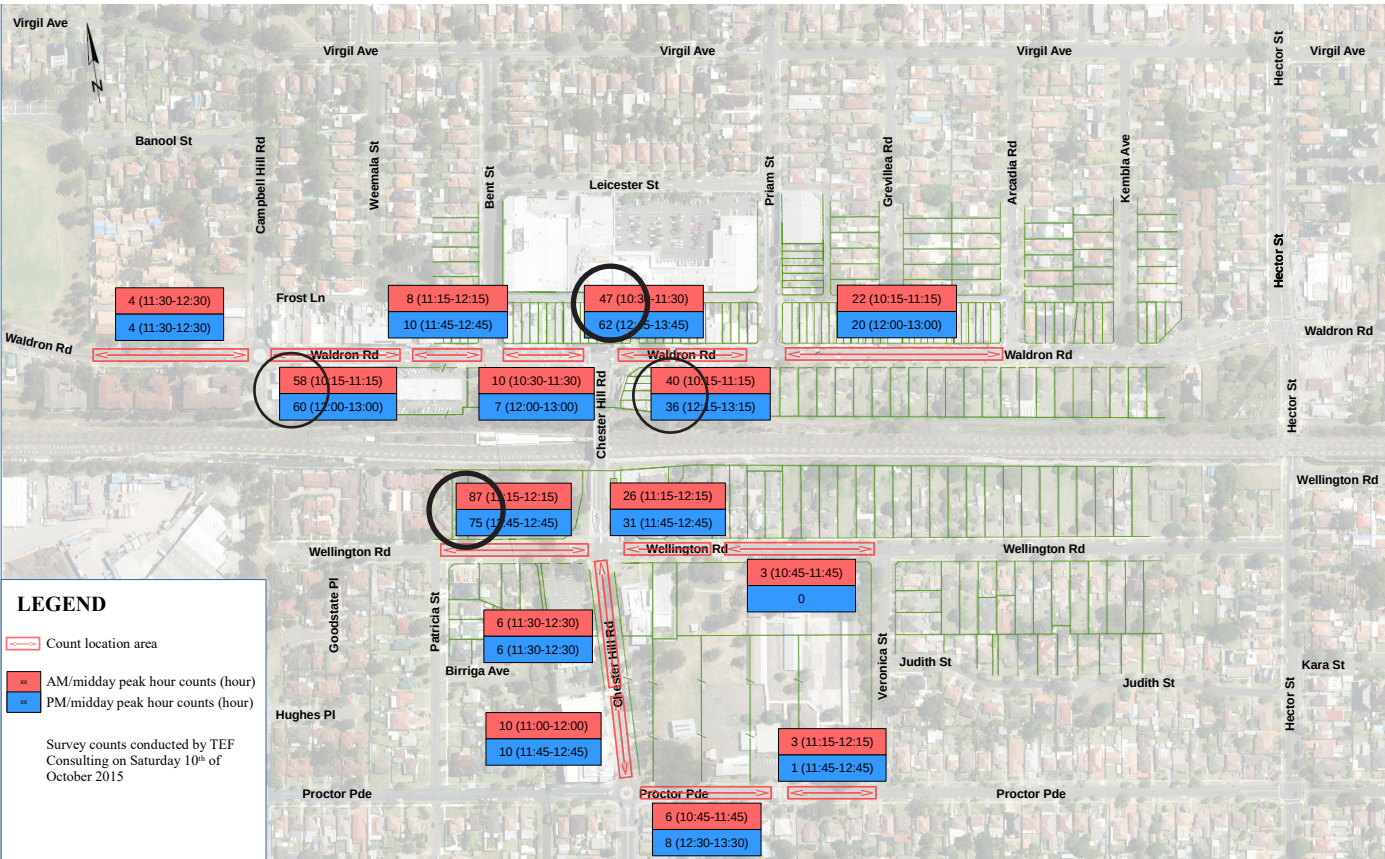 Virgil Ave
Virgil Ave
Virgil Ave
Virgil Ave
Virgil Ave
Hector St
N
Banool St
Campbell Hill Rd
Weemala St
Bent St
Leicester St
Priam St
Grevillea Rd
Arcadia Rd
Kembla Ave
Hector St
4 (11:30-12:30)
4 (11:30-12:30)
Frost Ln
8 (11:15-12:15)
10 (11:45-12:45)
47 (10:30-11:30)
62 (12:45-13:45)
22 (10:15-11:15)
20 (12:00-13:00)
Waldron Rd
Waldron Rd
Waldron Rd
Waldron Rd
Waldron Rd
58 (10:15-11:15)
60 (12:00-13:00)
10 (10:30-11:30)
7 (12:00-13:00)
Chester Hill Rd
40 (10:15-11:15)
36 (12:15-13:15)
Hector St
87 (11:15-12:15)
75 (11:45-12:45)
26 (11:15-12:15)
31 (11:45-12:45)
Wellington Rd
Wellington Rd
Wellington Rd
Wellington Rd
3 (10:45-11:45)
0
LEGEND
Count location area
xx AM/midday peak hour counts (hour)
xx PM/midday peak hour counts (hour)
Survey counts conducted by TEF
Consulting on Saturday 10th of
October 2015
Goodstate Pl
Patricia St
6 (11:30-12:30)
6 (11:30-12:30)
Birriga Ave
Chester Hill Rd
Veronica St
Judith St
Judith St
Kara St
Hector St
Hughes Pl
10 (11:00-12:00)
10 (11:45-12:45)
3 (11:15-12:15)
1 (11:45-12:45)
Proctor Pde
Proctor Pde
Proctor Pde
6 (10:45-11:45)
8 (12:30-13:30)